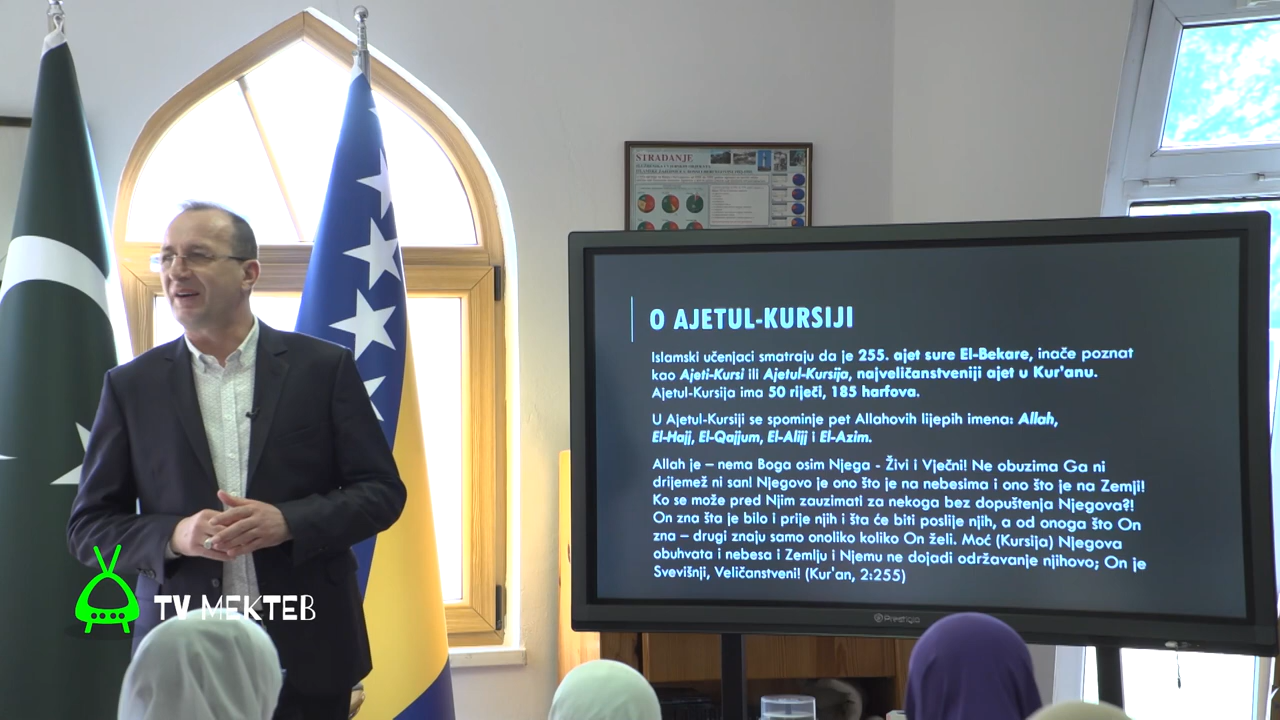 STRADANJE
O AJETUL-KURSIJI
Islamski učenjaci smatraju da je 255. ajet sure El-Bekare, inače poznat
kao Ajeti-Kursi ili Ajetul-Kursija, najveličanstveniji ajet u Kur'anu.
Ajetul-Kursija ima 50 riječi, 185 harfova.
U Ajetul-Kursiji se spominje pet Allahovih lijepih imena: Allah,
El-Hajj, El-Qajjum, El-Alijj i El-Azim.
Allah je – nema Boga osim Njega - Živi i Vječni! Ne obuzima Ga ni
drijemež ni san! Njegovo je ono što je na nebesima i ono što je na Zemji!
Ko se može pred Njim zauzimati za nekoga bez dopuštenja Njegova?!
On zna šta je bilo i prije njih i šta će biti poslije njih, a od onoga što On
zna – drugi znaju samo onoliko koliko On želi. Moć (Kursija) Njegova
obuhvata i nebesa i Zemlju i Njemu ne dojadi održavanje njihovo; On je
Svevišnji, Veličanstveni! (Kur'an, 2:255)
Prestigio
TV MEKTEB